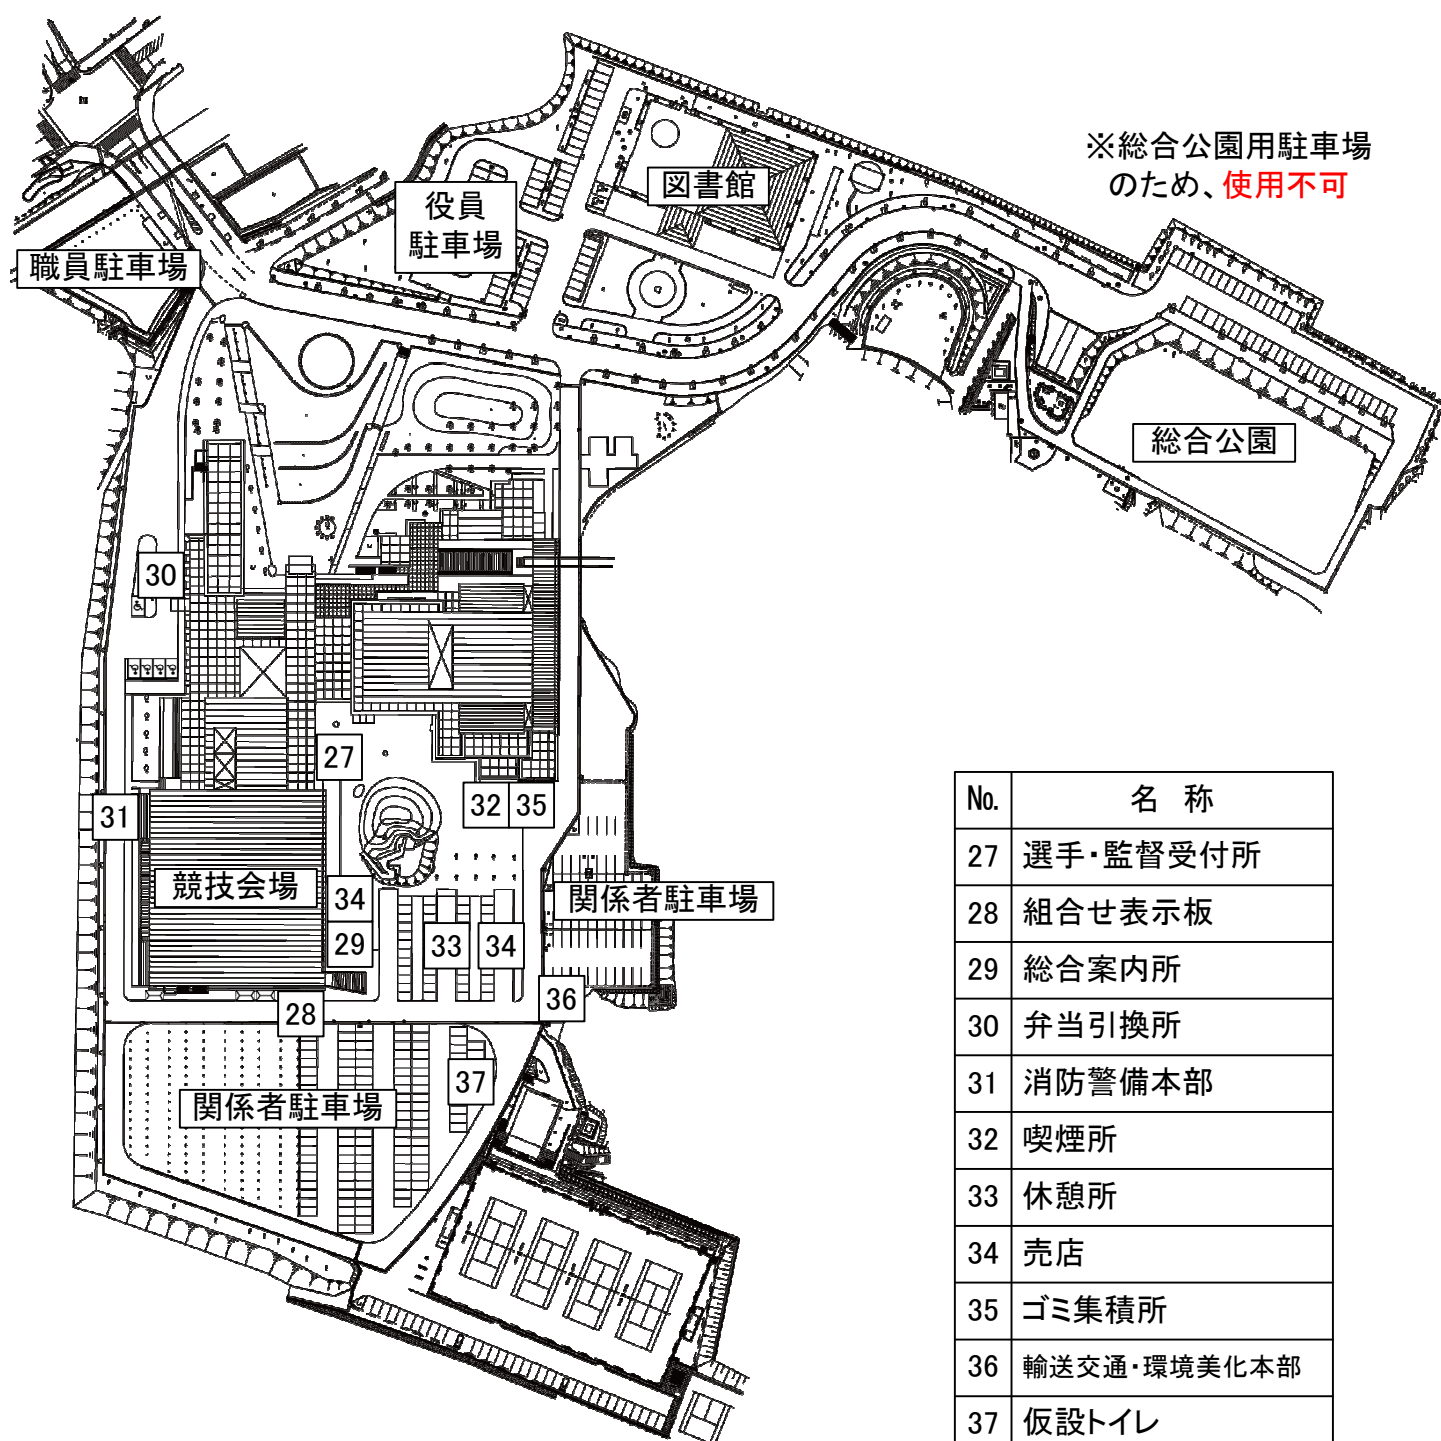 ※総合公園用駐車場
のため、使用不可
図書館
役員
駐車場
職員駐車場
総合公園
30
27
32
35
31
競技会場
34
関係者駐車場
29
33
34
36
28
37
関係者駐車場
No. 名 称
27 選手・監督受付所
28 組合せ表示板
29 総合案内所
30 弁当引換所
31 消防警備本部
32 喫煙所
33 休憩所
34 売店
35 ゴミ集積所
36 輸送交通・環境美化本部
37 仮設トイレ